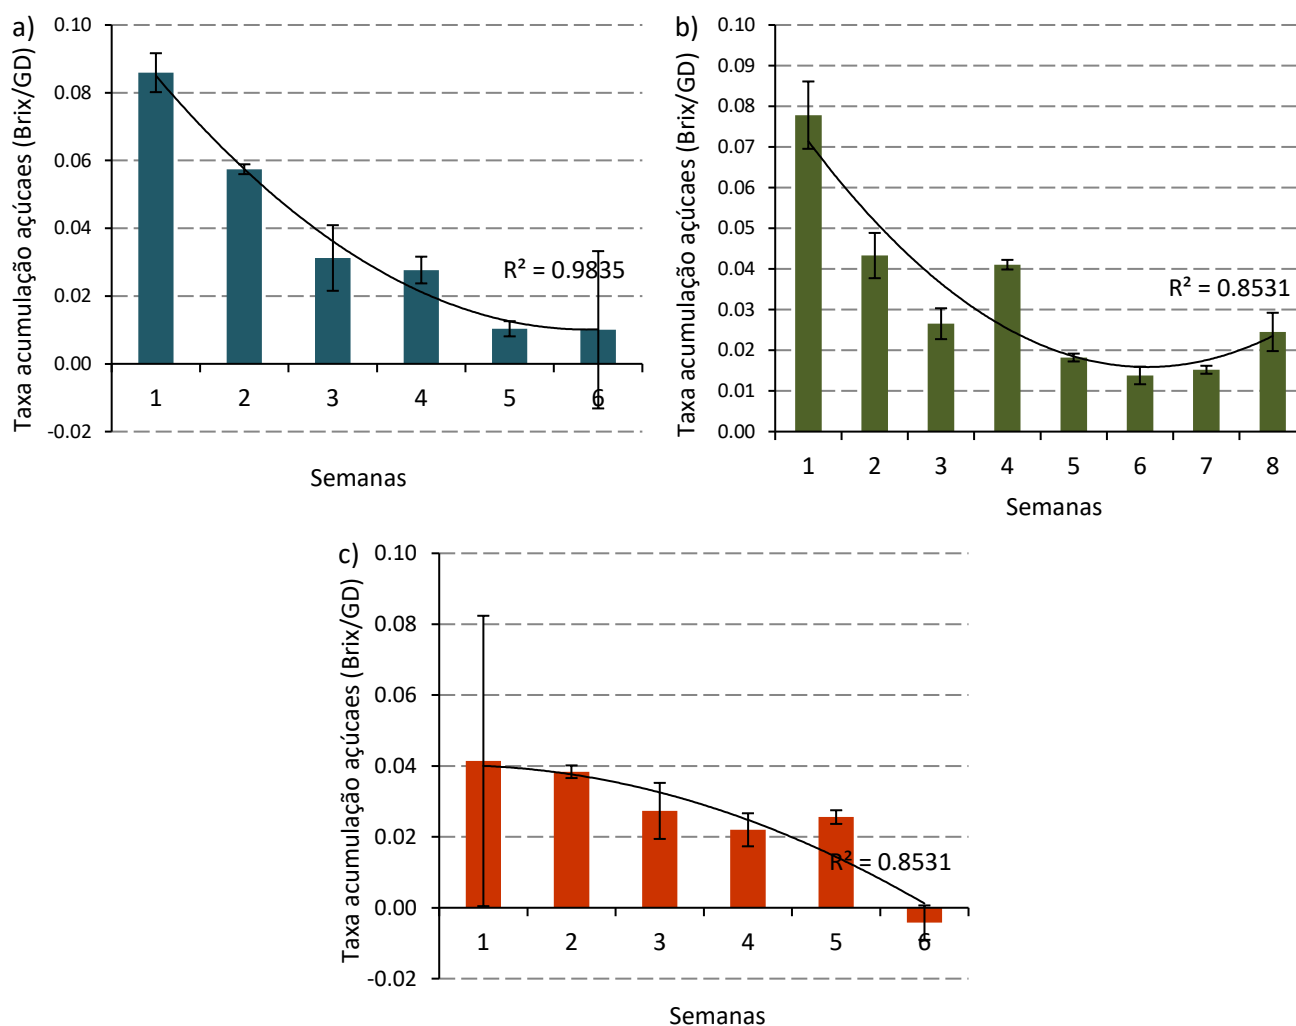 a)
Taxa acumulação açúcaes (Brix/GD)
0.10
0.08
0.06
0.04
0.02
0.00
-0.02
R² = 0.9835
1 2 3 4 5 6
Semanas
b)
Taxa acumulação açúcaes (Brix/GD)
0.10
0.09
0.08
0.07
0.06
0.05
0.04
0.03
0.02
0.01
0.00
R² = 0.8531
1 2 3 4 5 6 7 8
Semanas
c)
Taxa acumulação açúcaes (Brix/GD)
0.10
0.08
0.06
0.04
0.02
0.00
-0.02
R² = 0.8531
1 2 3 4 5 6
Semanas